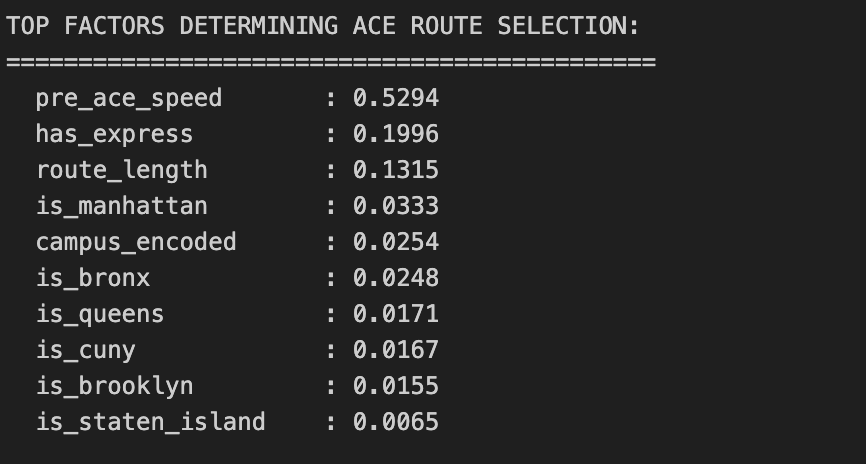 TOP FACTORS DETERMINING ACE ROUTE SELECTION:
=============================================
pre_ace_speed : 0.5294
has_express : 0.1996
route_length : 0.1315
is_manhattan : 0.0333
campus_encoded : 0.0254
is_bronx : 0.0248
is_queens : 0.0171
is_cuny : 0.0167
is_brooklyn : 0.0155
is_staten_island : 0.0065